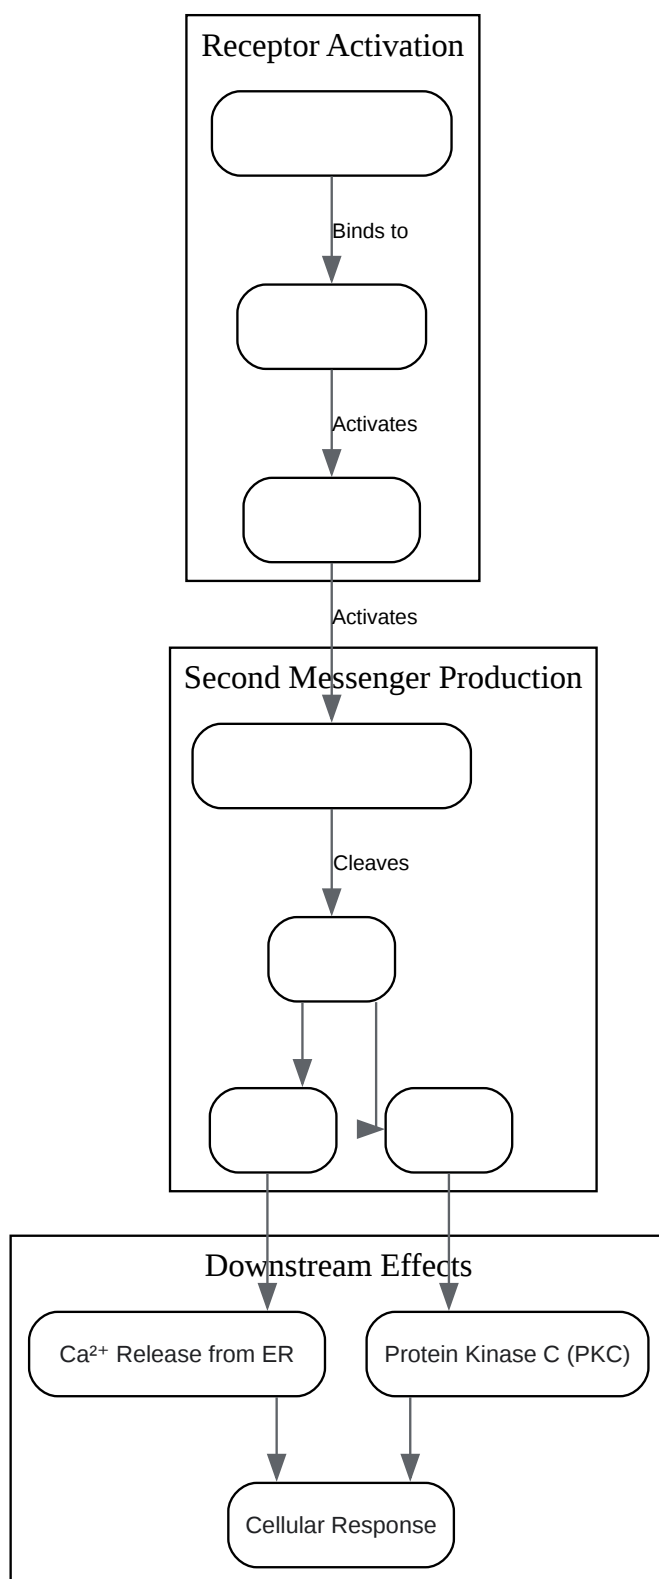 Receptor Activation
Binds to
Activates
Activates
Second Messenger Production
Cleaves
Downstream Effects
Ca²⁺ Release from ER
Protein Kinase C (PKC)
Cellular Response